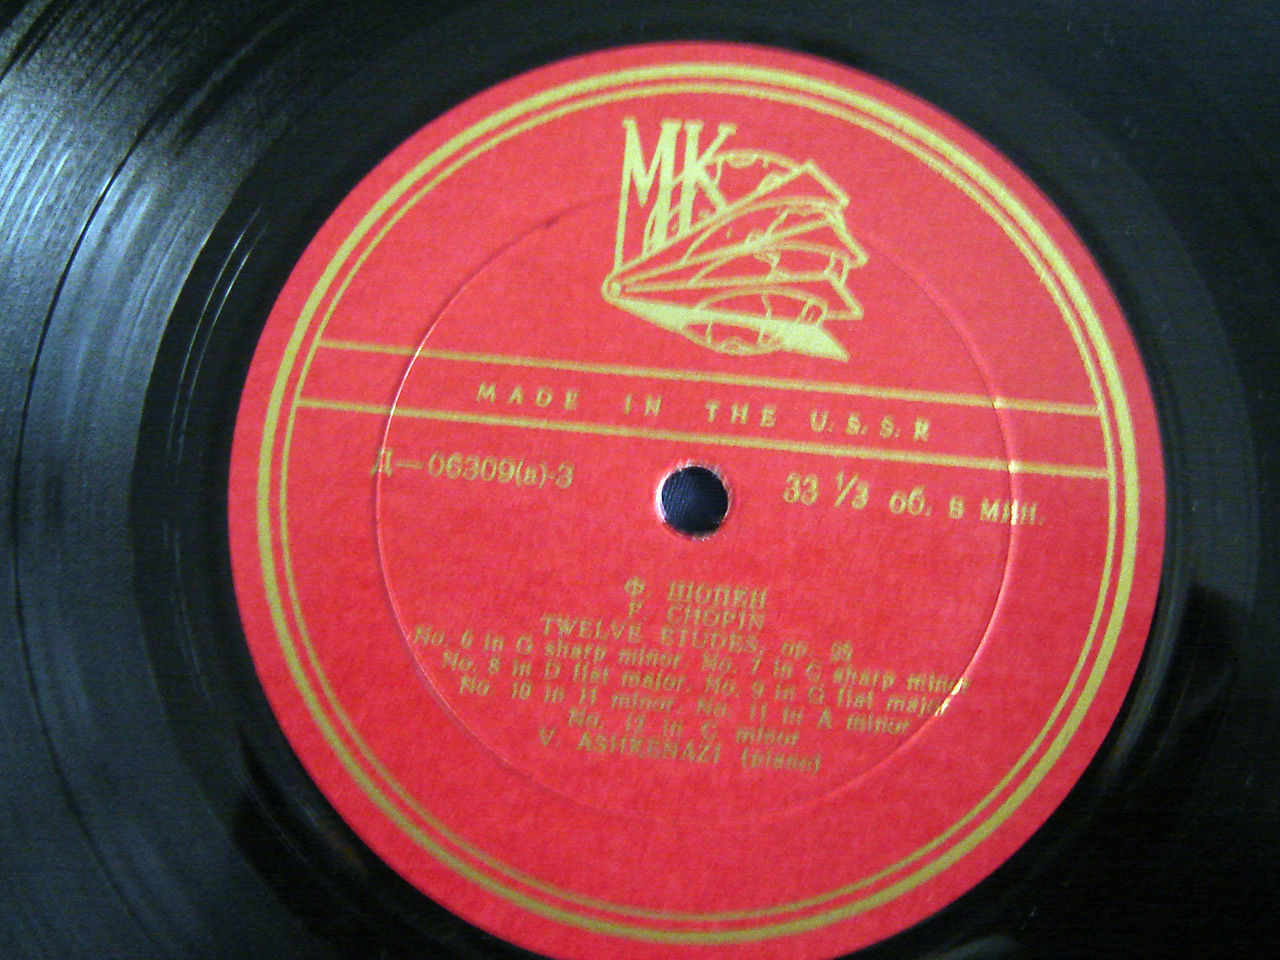 MK
MADE IN THE U.S.S.R
Д—06309(а)-3
33 1/3 об. в мин.
Ф. ШОПЕН
F. CHOPIN
TWELVE ETUDES, op. 25
No. 6 in G sharp minor. No. 7 in C sharp minor
No. 8 in D flat major. No. 9 in G flat major
No. 10 in H minor. No. 11 in A minor
No. 12 in C minor
V. ASHKENAZI (piano)